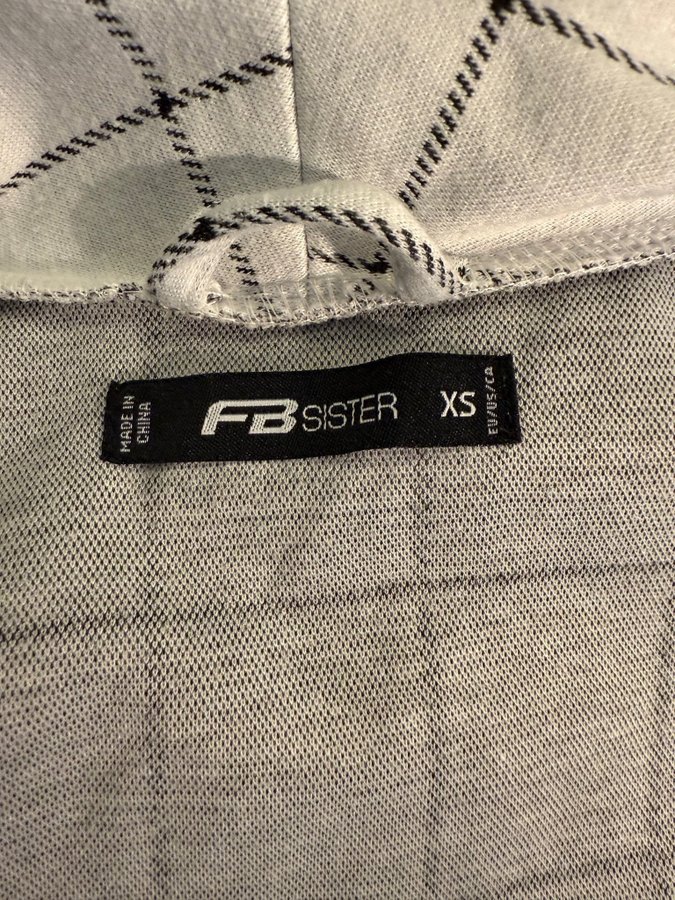 MADE IN
CHINA
FB SISTER
XS
EU/US/CA